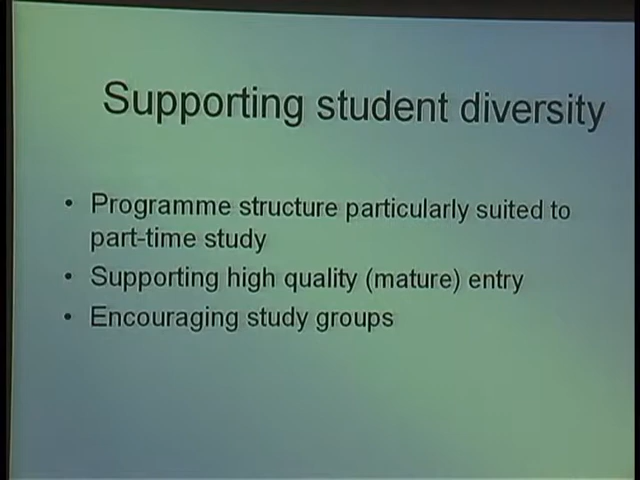 Supporting student diversity
• Programme structure particularly suited to
part-time study
• Supporting high quality (mature) entry
• Encouraging study groups